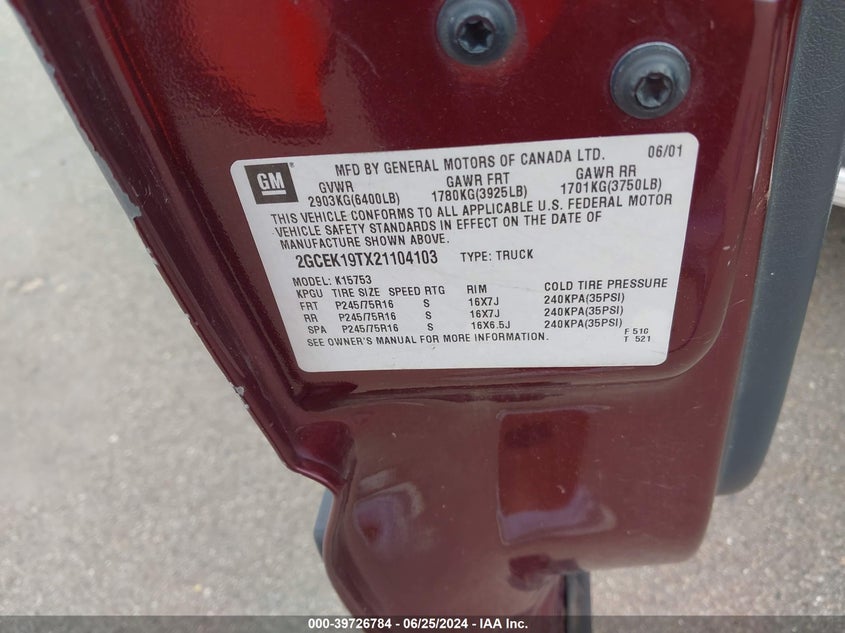 GM
MFD BY GENERAL MOTORS OF CANADA LTD. 06/01
GVWR GAWR FRT GAWR RR
2903KG(6400LB) 1780KG(3925LB) 1701KG(3750LB)
THIS VEHICLE CONFORMS TO ALL APPLICABLE U.S. FEDERAL MOTOR
VEHICLE SAFETY STANDARDS IN EFFECT ON THE DATE OF
MANUFACTURE SHOWN ABOVE.
2GCEK19TX21104103 TYPE: TRUCK
MODEL: K15753
KPGU TIRE SIZE SPEED RTG RIM COLD TIRE PRESSURE
FRT P245/75R16 S 16X7J 240KPA(35PSI)
RR P245/75R16 S 16X7J 240KPA(35PSI)
SPA P245/75R16 S 16X6.5J 240KPA(35PSI)
SEE OWNER'S MANUAL FOR MORE INFORMATION.
F 51G
T 521
000-39726784 - 06/25/2024 - IAA Inc.